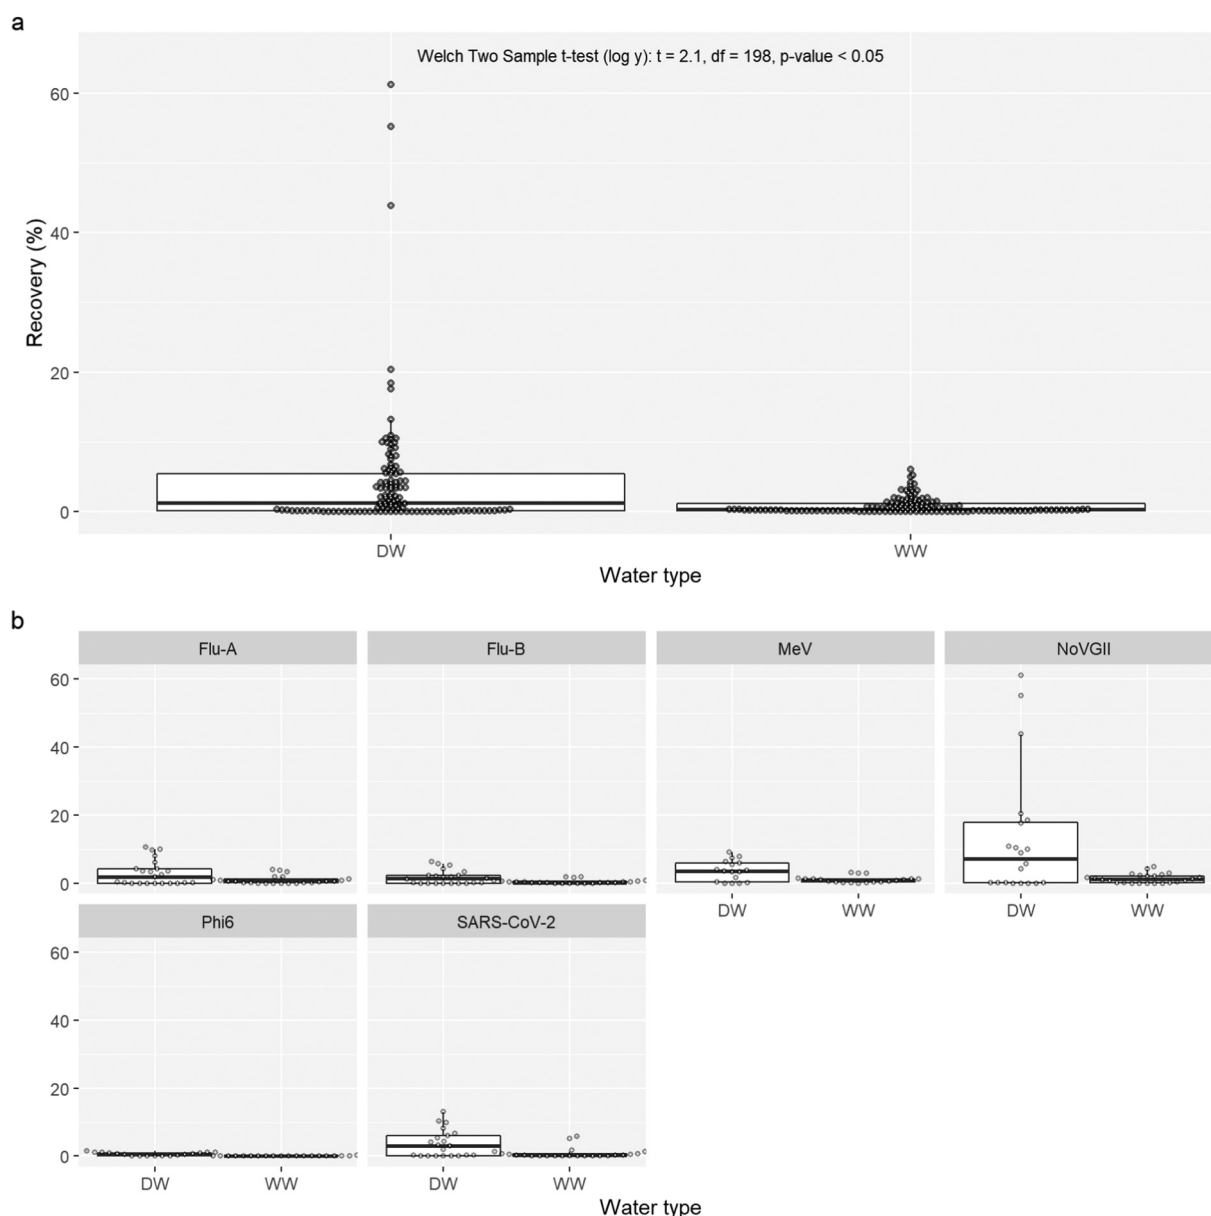 a
Welch Two Sample t-test (log y): t = 2.1, df = 198, p-value < 0.05
60
40
20
0
Recovery (%)
DW WW
Water type
b
Flu-A Flu-B MeV NoVGII
60
40
20
0
DW WW DW WW
Phi6 SARS-CoV-2
60
40
20
0
DW WW DW WW
Water type